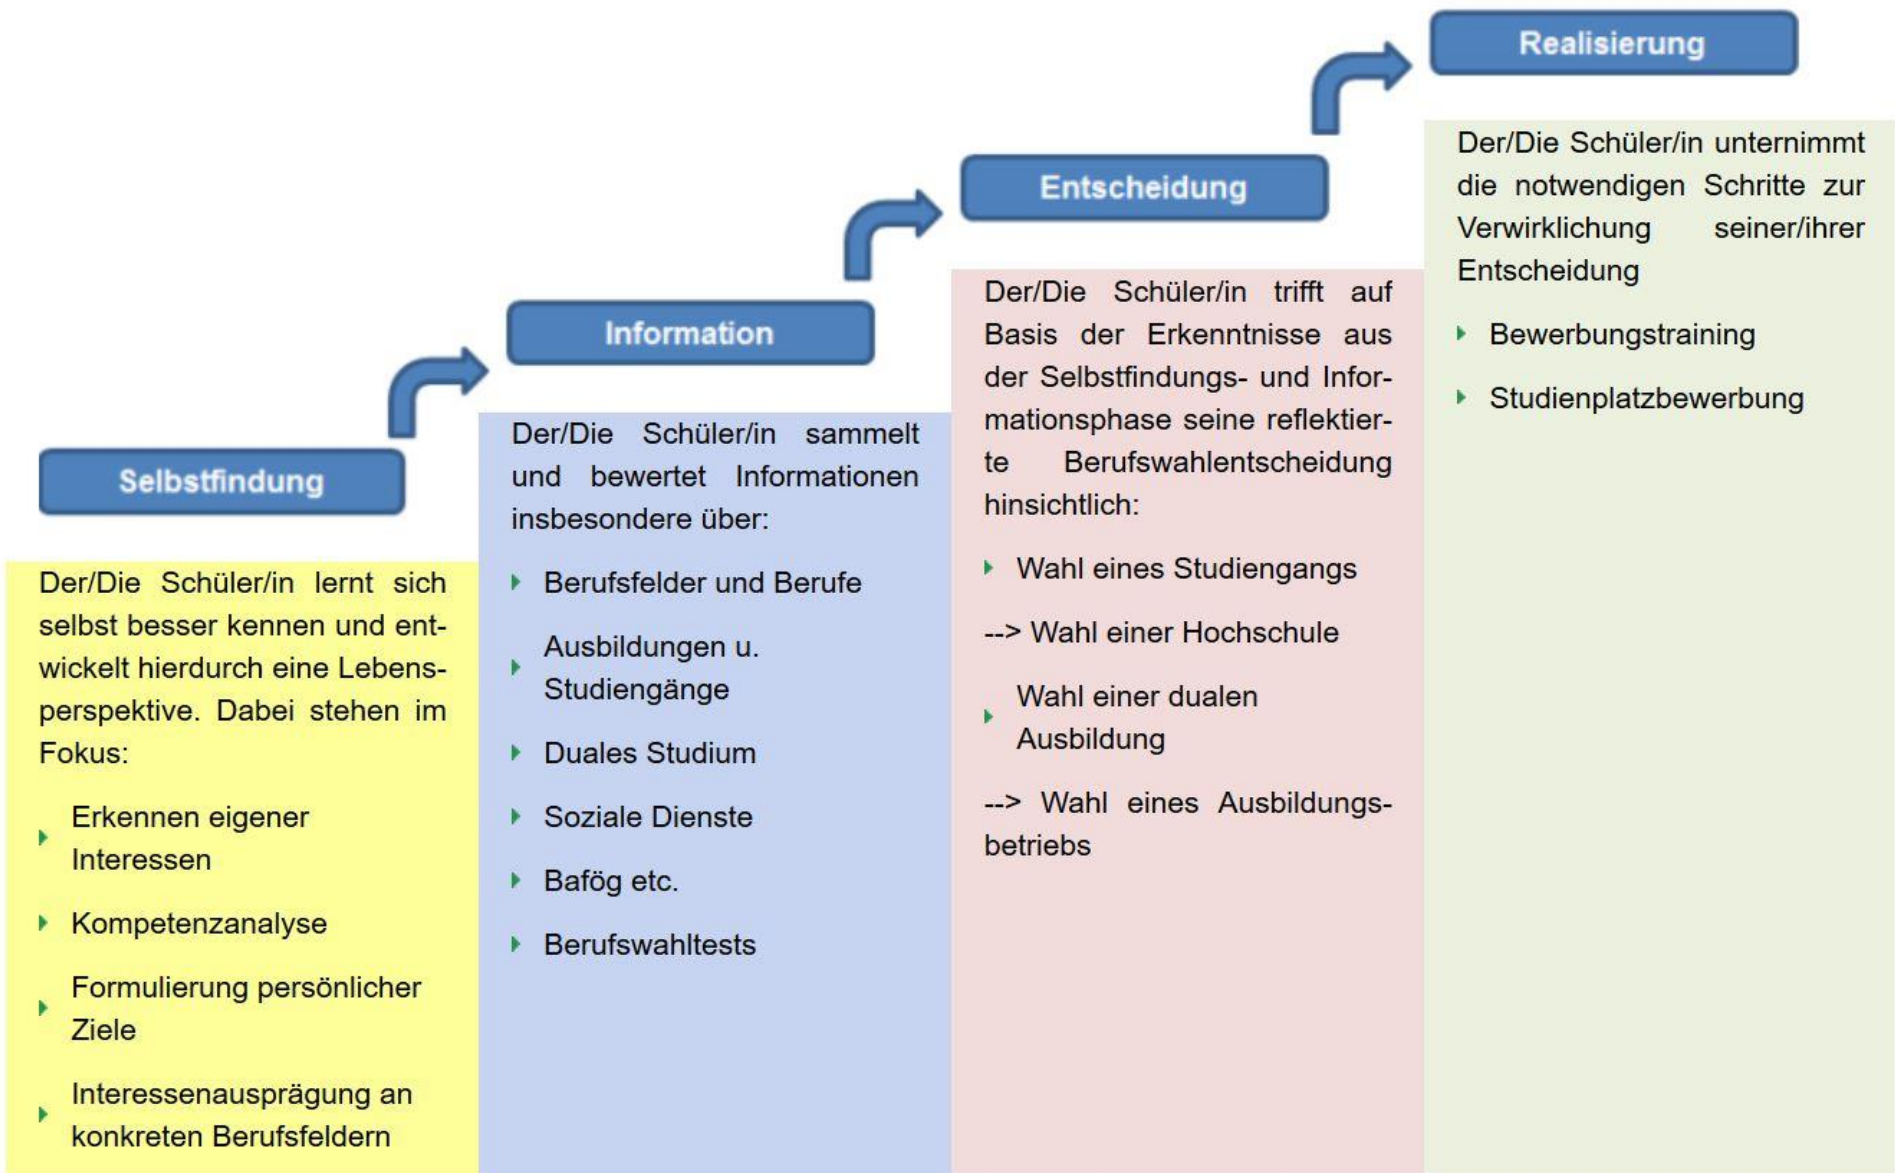 Selbstfindung
Der/Die Schüler/in lernt sich
selbst besser kennen und ent-
wickelt hierdurch eine Lebens-
perspektive. Dabei stehen im
Fokus:
Erkennen eigener
Interessen
Kompetenzanalyse
Formulierung persönlicher
Ziele
Interessenausprägung an
konkreten Berufsfeldern
Information
Der/Die Schüler/in sammelt
und bewertet Informationen
insbesondere über:
Berufsfelder und Berufe
Ausbildungen u.
Studiengänge
Duales Studium
Soziale Dienste
Bafög etc.
Berufswahltests
Entscheidung
Der/Die Schüler/in trifft auf
Basis der Erkenntnisse aus
der Selbstfindungs- und Infor-
mationsphase seine reflektier-
te Berufswahlentscheidung
hinsichtlich:
Wahl eines Studiengangs
--> Wahl einer Hochschule
Wahl einer dualen
Ausbildung
--> Wahl eines Ausbildungs-
betriebs
Realisierung
Der/Die Schüler/in unternimmt
die notwendigen Schritte zur
Verwirklichung seiner/ihrer
Entscheidung
Bewerbungstraining
Studienplatzbewerbung